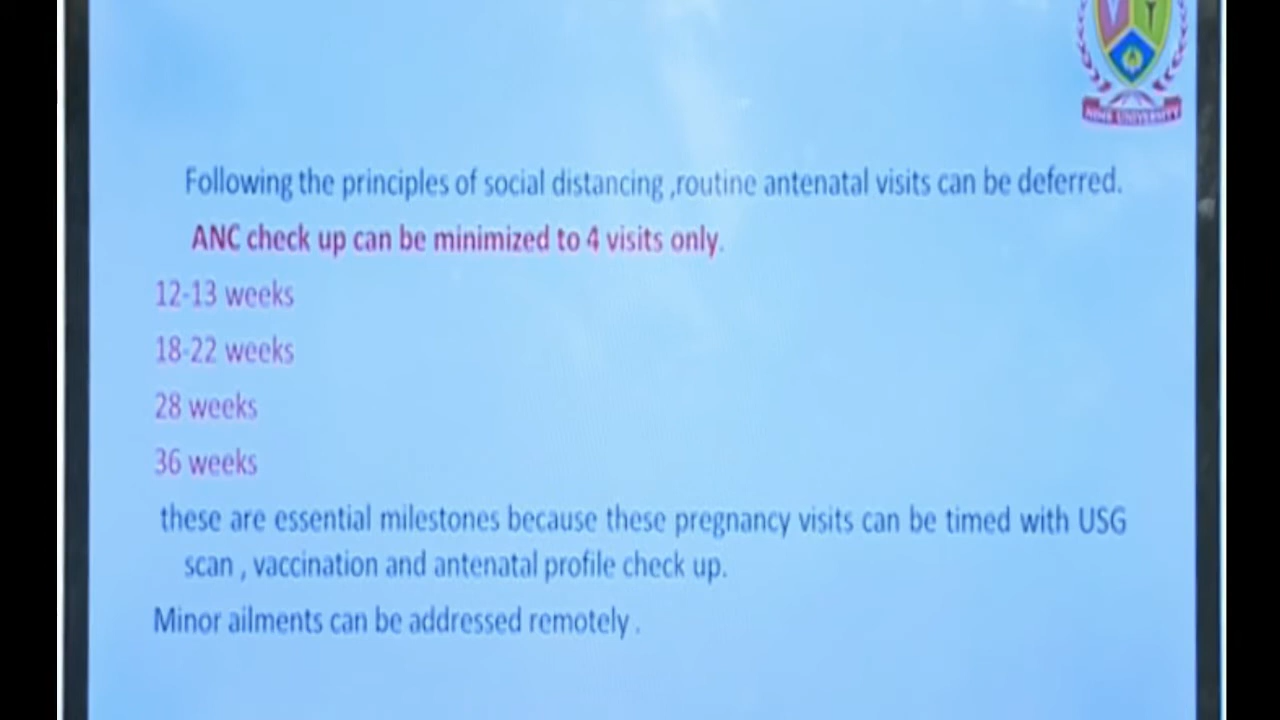 NIMS UNIVERSITY
Following the principles of social distancing ,routine antenatal visits can be deferred.
ANC check up can be minimized to 4 visits only.
12-13 weeks
18-22 weeks
28 weeks
36 weeks
these are essential milestones because these pregnancy visits can be timed with USG
scan , vaccination and antenatal profile check up.
Minor ailments can be addressed remotely .